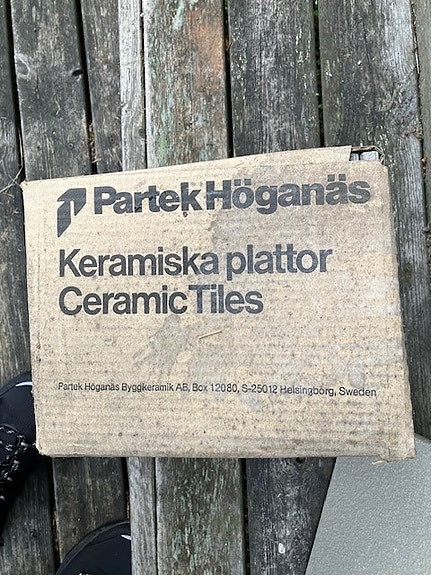 Partek Höganäs
Keramiska plattor
Ceramic Tiles
Partek Höganäs Byggkeramik AB, Box 12080, S-25012 Helsingborg, Sweden